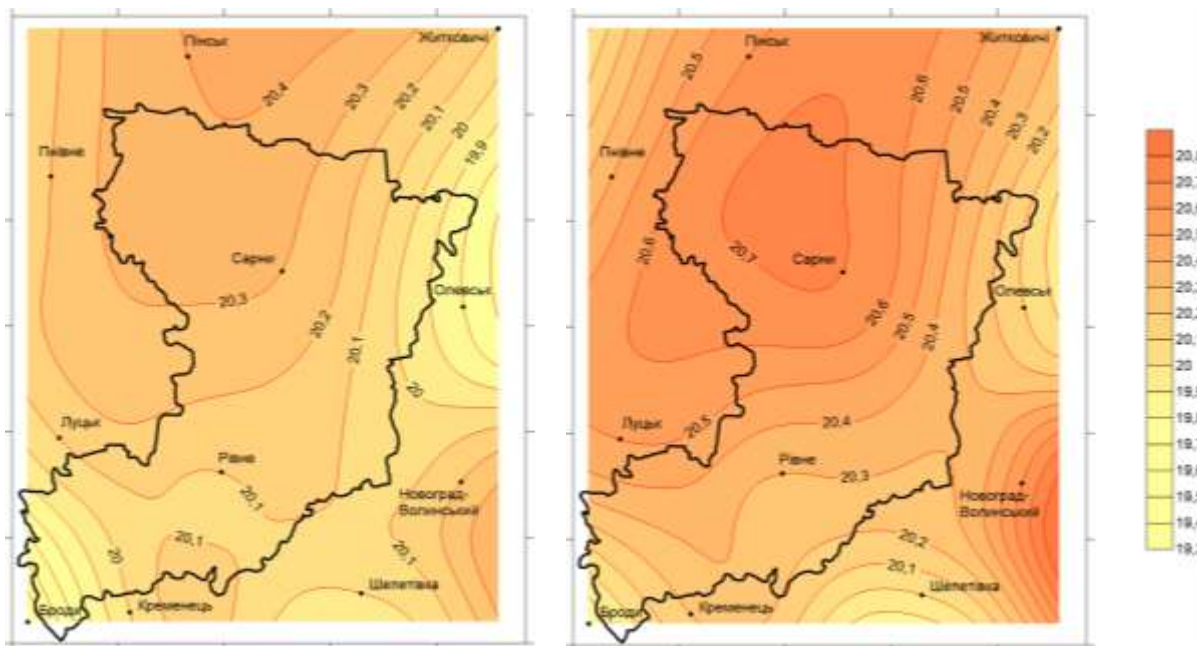 Пінськ
Житковичі
20,4
20,3
20,2
20,1
20
19,9
Пнівне
Сарни
20,3
Олевськ
20,2
20,1
20
Луцьк
Рівне
20,1
Новоград-
Волинський
20
20,1
20,1
Шепетівка
Броди
Кременець
Пінськ
Житковичі
20,5
20,6
20,5
20,4
20,3
20,2
Пнівне
20,6
20,7
Сарни
Олевськ
20,6
20,5
20,4
Луцьк
20,5
20,4
Рівне
20,3
Новоград-
Волинський
20,2
20,1
Шепетівка
Броди
Кременець
20,4
20